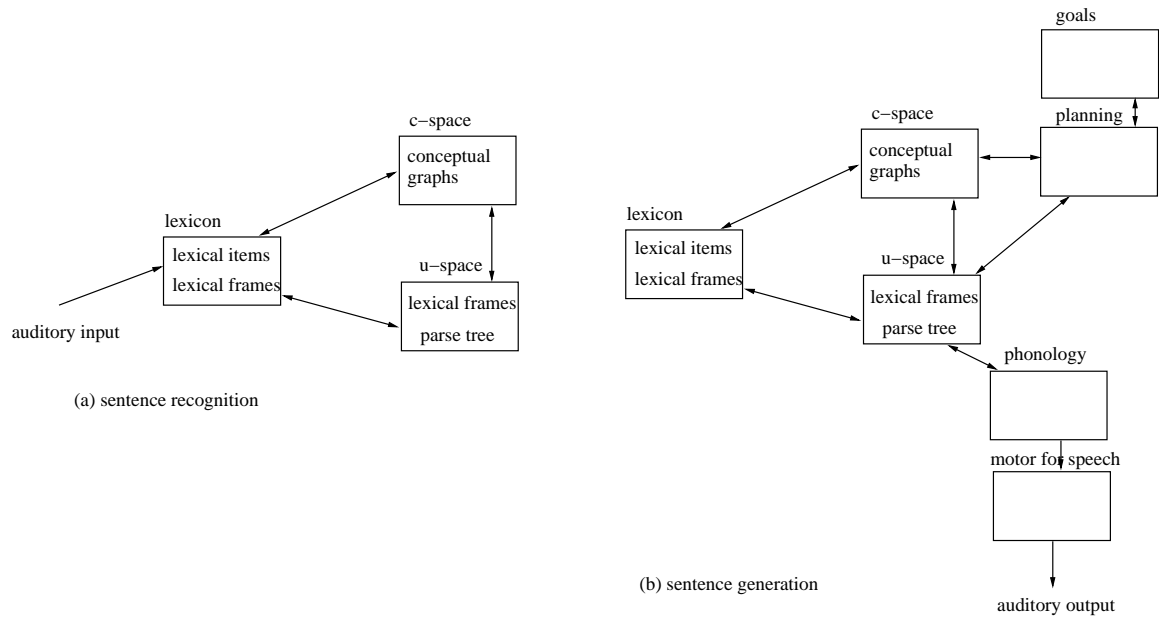 c−space
conceptual
graphs
lexicon
lexical items
lexical frames
u−space
lexical frames
parse tree
auditory input
(a) sentence recognition
goals
planning
c−space
conceptual
graphs
lexicon
lexical items
lexical frames
u−space
lexical frames
parse tree
phonology
motor for speech
(b) sentence generation
auditory output